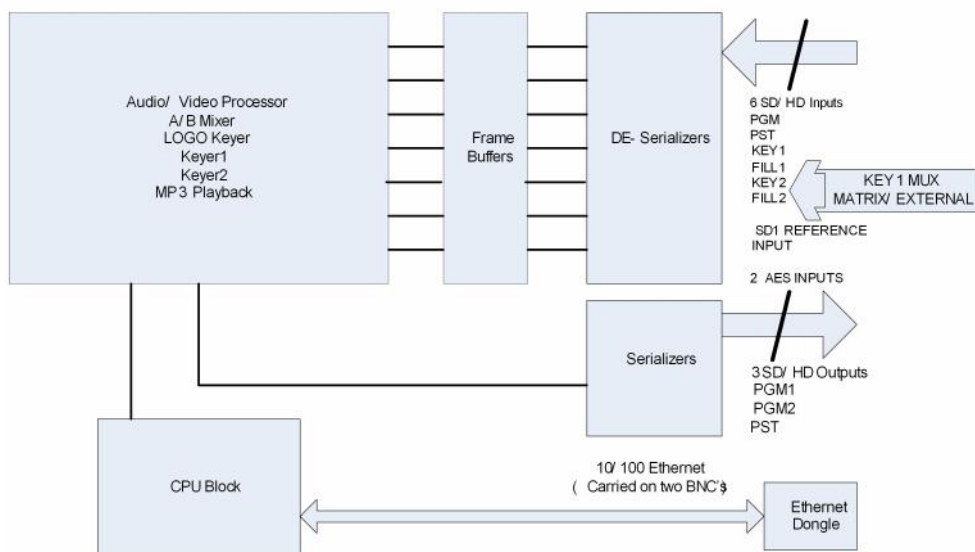 Audio/ Video Processor
A/B Mixer
LOGO Keyer
Keyer1
Keyer2
MP3 Playback
Frame
Buffers
DE- Serializers
6 SD/ HD Inputs
PGM
PST
KEY1
FILL1
KEY2
FILL2
KEY 1 MUX
MATRIX/ EXTERNAL
SD1 REFERENCE
INPUT
2 AES INPUTS
Serializers
3 SD/ HD Outputs
PGM1
PGM2
PST
CPU Block
10/ 100 Ethernet
( Carried on two BNC's)
Ethernet
Dongle